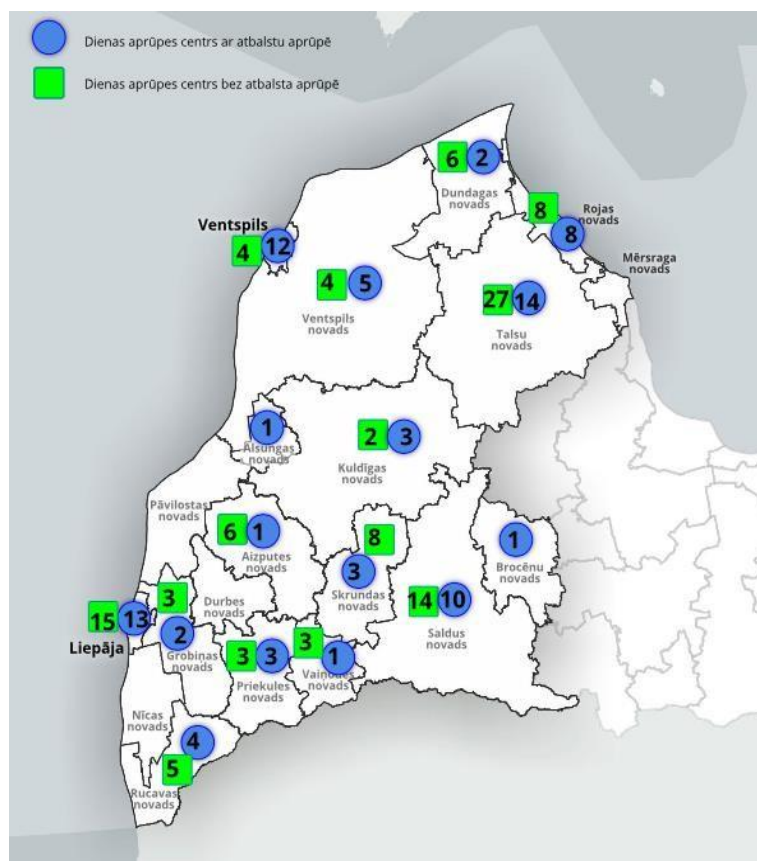 Dienas aprūpes centrs ar atbalstu aprūpē
Dienas aprūpes centrs bez atbalsta aprūpē
6 2
Dundagas
novads
8
Rojas
novads
8
Ventspils
4 12
Mērsraga
novads
4 5
Ventspils
novads
27 14
Talsu
novads
1
Alsungas
novads
2 3
Kuldīgas
novads
Pāvilostas
novads
6 1
Aizputes
novads
8
3
Skrundas
novads
1
Brocēnu
novads
14 10
Saldus
novads
3
Durbes
novads
15 13
Liepāja
2
Grobiņas
novads
3 3
Priekules
novads
3
1
Vaiņodes
novads
Nīcas
novads
4
5
Rucavas
novads